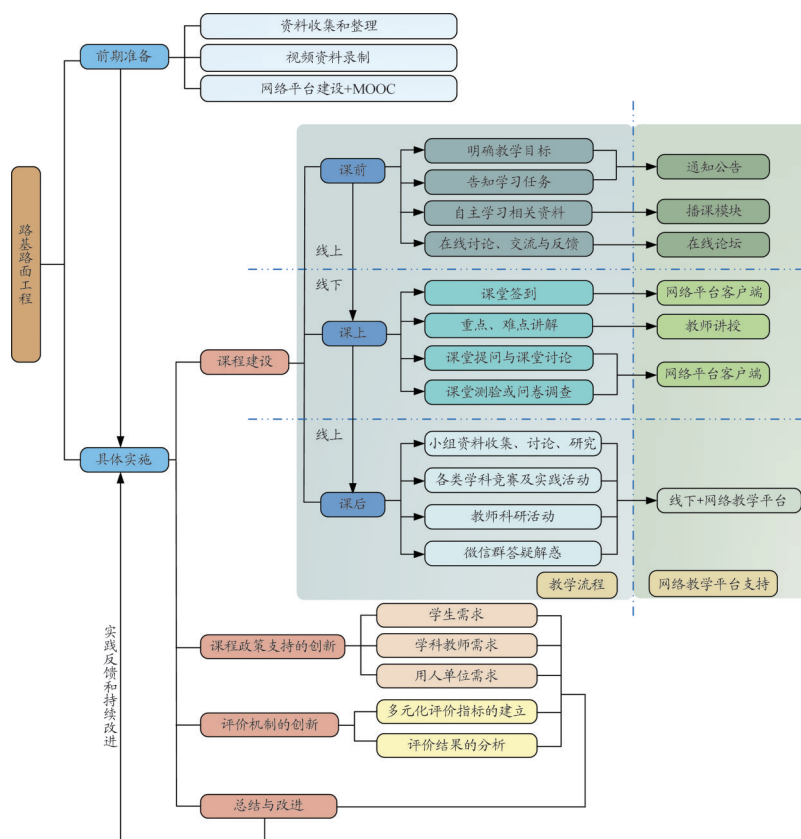 路基路面工程
前期准备
资料收集和整理
视频资料录制
网络平台建设+MOOC
具体实施
实践反馈和持续改进
课程建设
课前
明确教学目标
告知学习任务
自主学习相关资料
在线讨论、交流与反馈
通知公告
播课模块
在线论坛
线上
线下
课上
课堂签到
重点、难点讲解
课堂提问与课堂讨论
课堂测验或问卷调查
网络平台客户端
教师讲授
网络平台客户端
线上
课后
小组资料收集、讨论、研究
各类学科竞赛及实践活动
教师科研活动
微信群答疑解惑
线下+网络教学平台
教学流程
网络教学平台支持
课程政策支持的创新
学生需求
学科教师需求
用人单位需求
评价机制的创新
多元化评价指标的建立
评价结果的分析
总结与改进